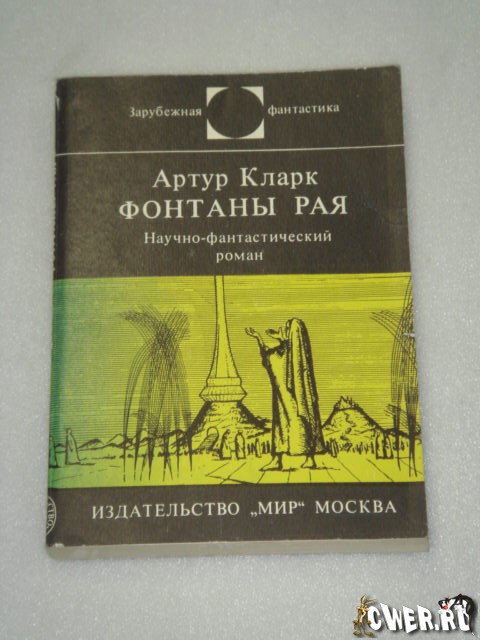 Зарубежная фантастика
Артур Кларк
ФОНТАНЫ РАЯ
Научно-фантастический
роман
ИЗДАТЕЛЬСТВО „МИР“ МОСКВА
CWER.RU